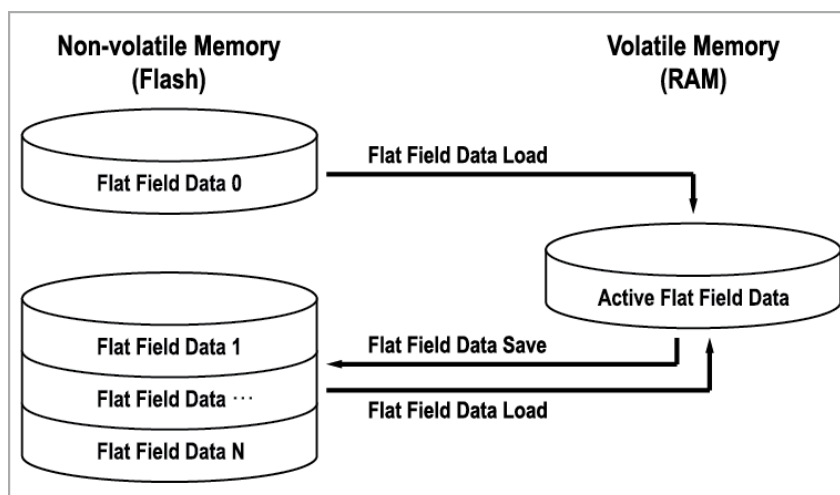 Non-volatile Memory
(Flash)
Volatile Memory
(RAM)
Flat Field Data Load
Flat Field Data 0
Active Flat Field Data
Flat Field Data 1
Flat Field Data Save
Flat Field Data ⋯
Flat Field Data Load
Flat Field Data N